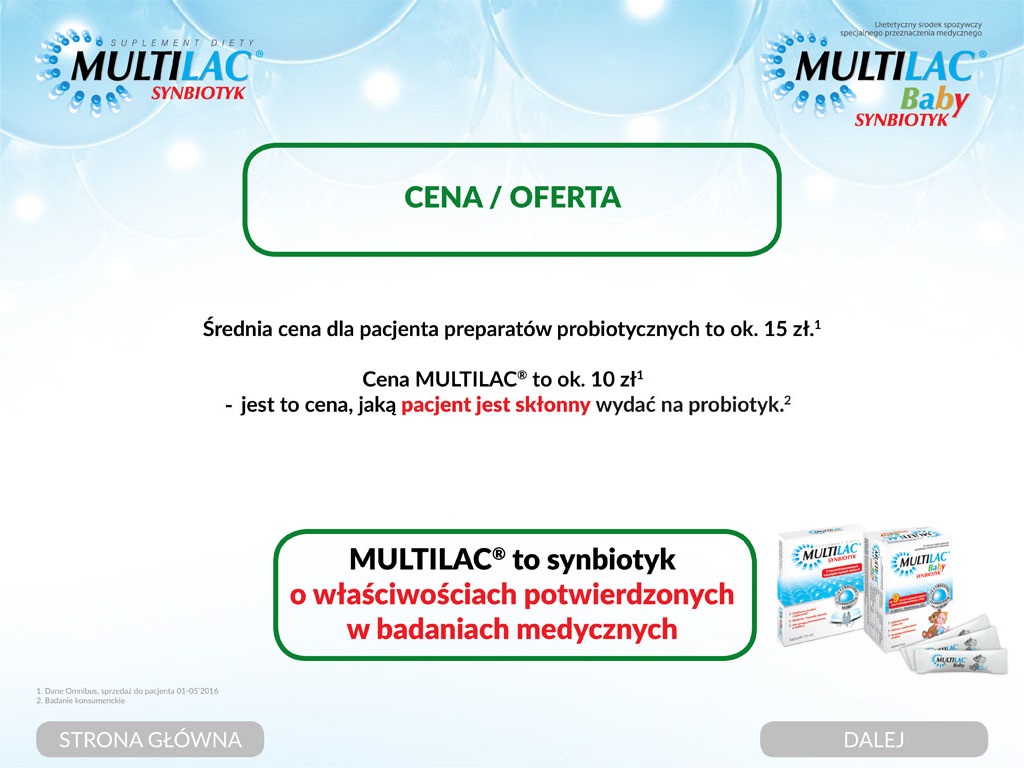 SUPLEMENT DIETY
MULTILAC®
SYNBIOTYK
Dietetyczny środek spożywczy
specjalnego przeznaczenia medycznego
MULTILAC®
Baby
SYNBIOTYK
CENA / OFERTA
Średnia cena dla pacjenta preparatów probiotycznych to ok. 15 zł.¹
Cena MULTILAC® to ok. 10 zł¹
- jest to cena, jaką pacjent jest skłonny wydać na probiotyk.²
MULTILAC® to synbiotyk
o właściwościach potwierdzonych
w badaniach medycznych
MULTILAC
SYNBIOTYK
MULTILAC
Baby
SYNBIOTYK
MULTILAC
Baby
1. Dane Omnibus, sprzedaż do pacjenta 01-05'2016
2. Badanie konsumenckie
STRONA GŁÓWNA
DALEJ